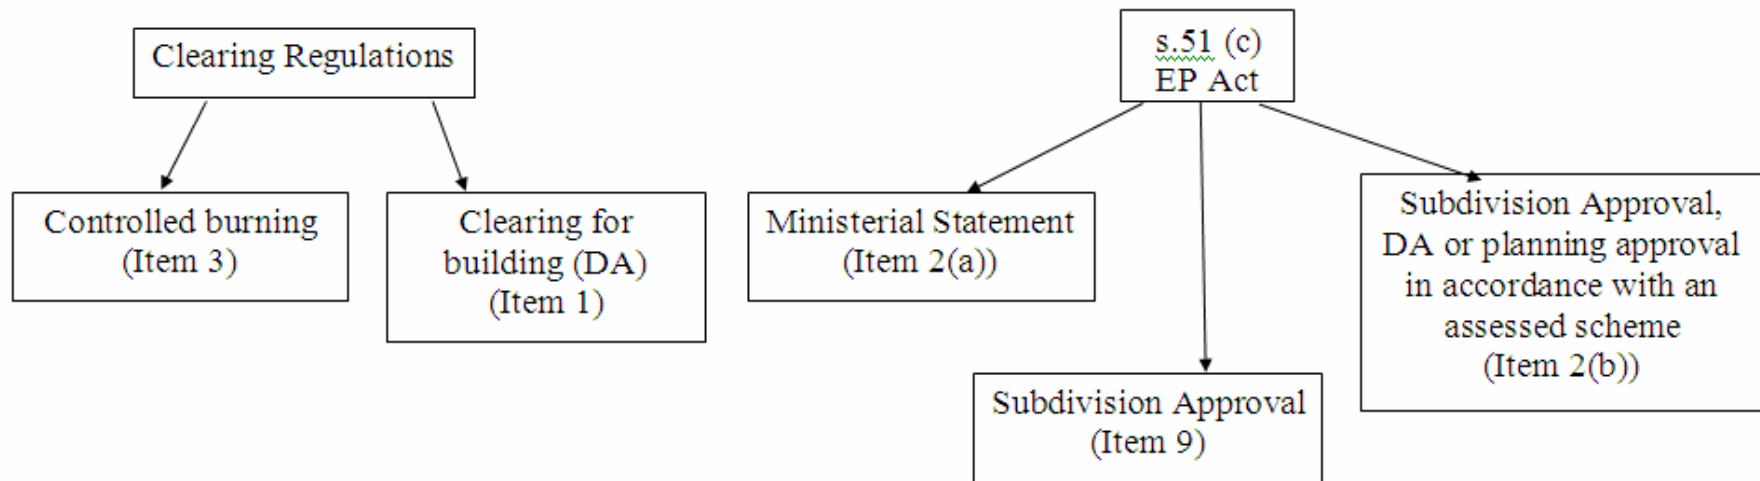 Clearing Regulations
s.51 (c)
EP Act
Controlled burning
(Item 3)
Clearing for
building (DA)
(Item 1)
Ministerial Statement
(Item 2(a))
Subdivision Approval,
DA or planning approval
in accordance with an
assessed scheme
(Item 2(b))
Subdivision Approval
(Item 9)